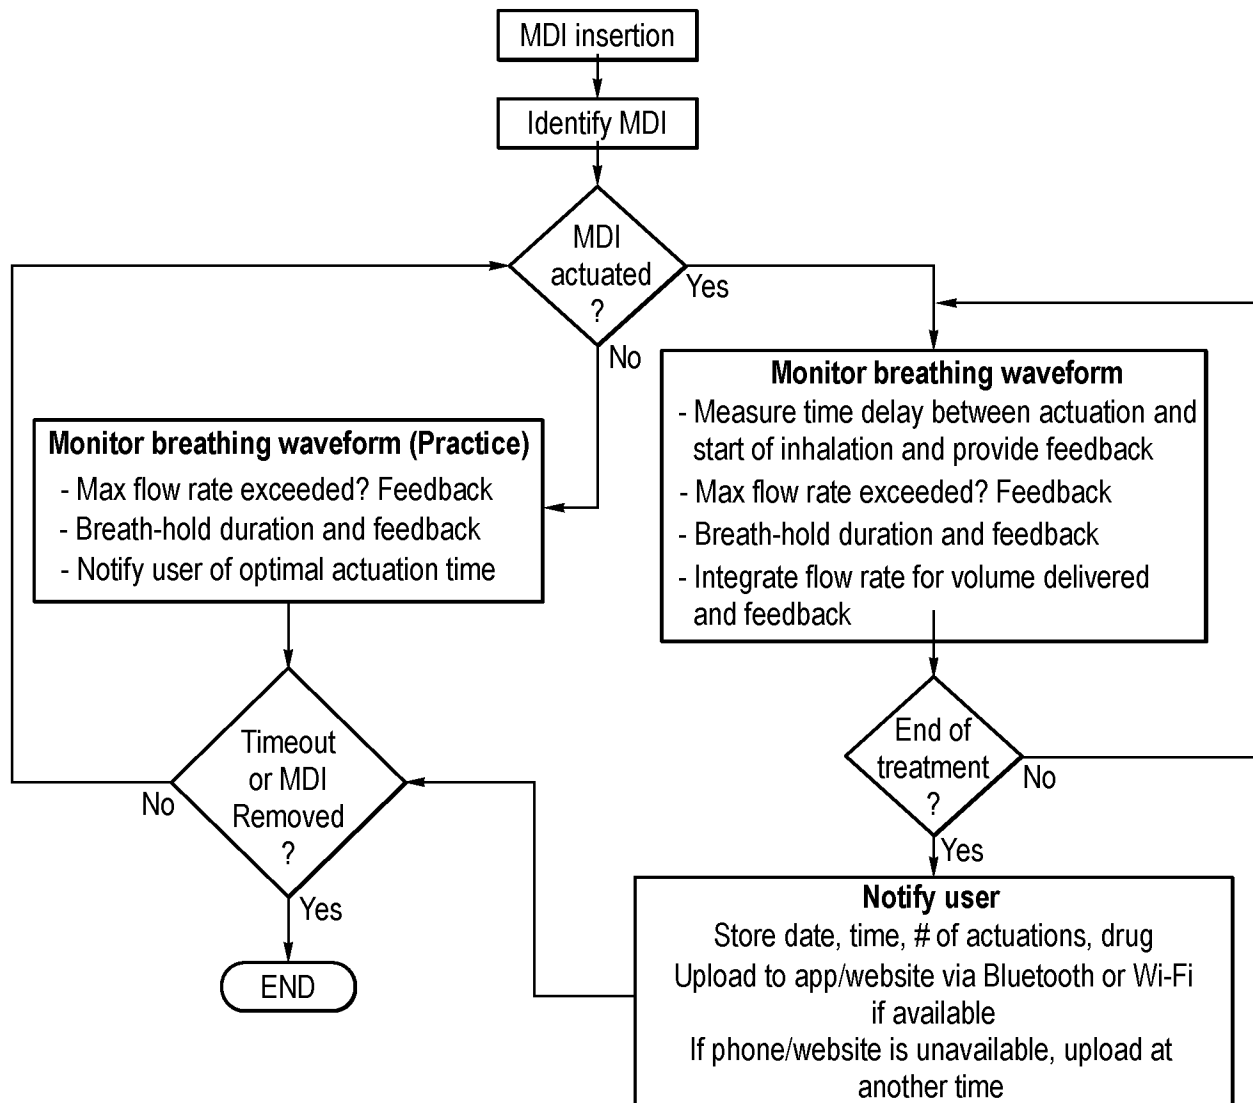 MDI insertion
Identify MDI
MDI
actuated
?
Yes
No
Monitor breathing waveform (Practice)
- Max flow rate exceeded? Feedback
- Breath-hold duration and feedback
- Notify user of optimal actuation time
Monitor breathing waveform
- Measure time delay between actuation and
start of inhalation and provide feedback
- Max flow rate exceeded? Feedback
- Breath-hold duration and feedback
- Integrate flow rate for volume delivered
and feedback
Timeout
or MDI
Removed
?
No
Yes
END
End of
treatment
?
No
Yes
Notify user
Store date, time, # of actuations, drug
Upload to app/website via Bluetooth or Wi-Fi
if available
If phone/website is unavailable, upload at
another time